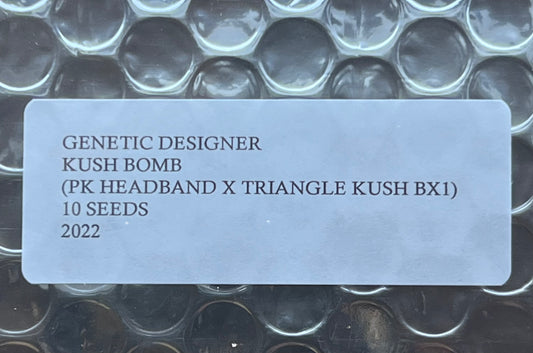 GENETIC DESIGNER
KUSH BOMB
(PK HEADBAND X TRIANGLE KUSH BX1)
10 SEEDS
2022